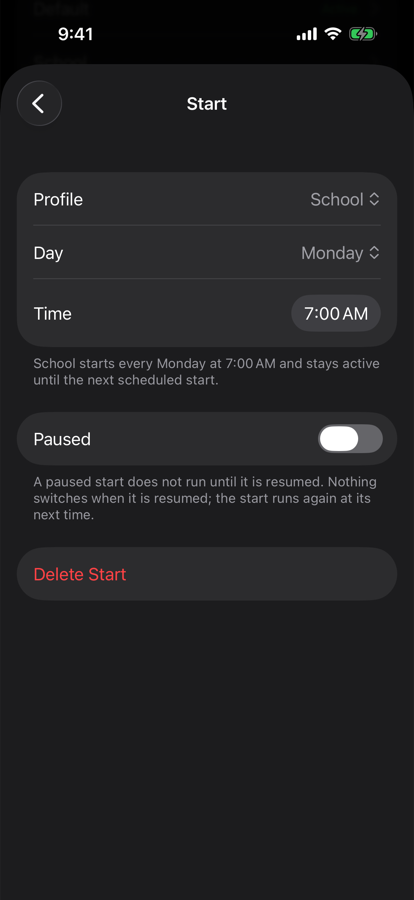 9:41
Start
Profile
School
Day
Monday
Time
7:00 AM
School starts every Monday at 7:00 AM and stays active
until the next scheduled start.
Paused
A paused start does not run until it is resumed. Nothing
switches when it is resumed; the start runs again at its
next time.
Delete Start